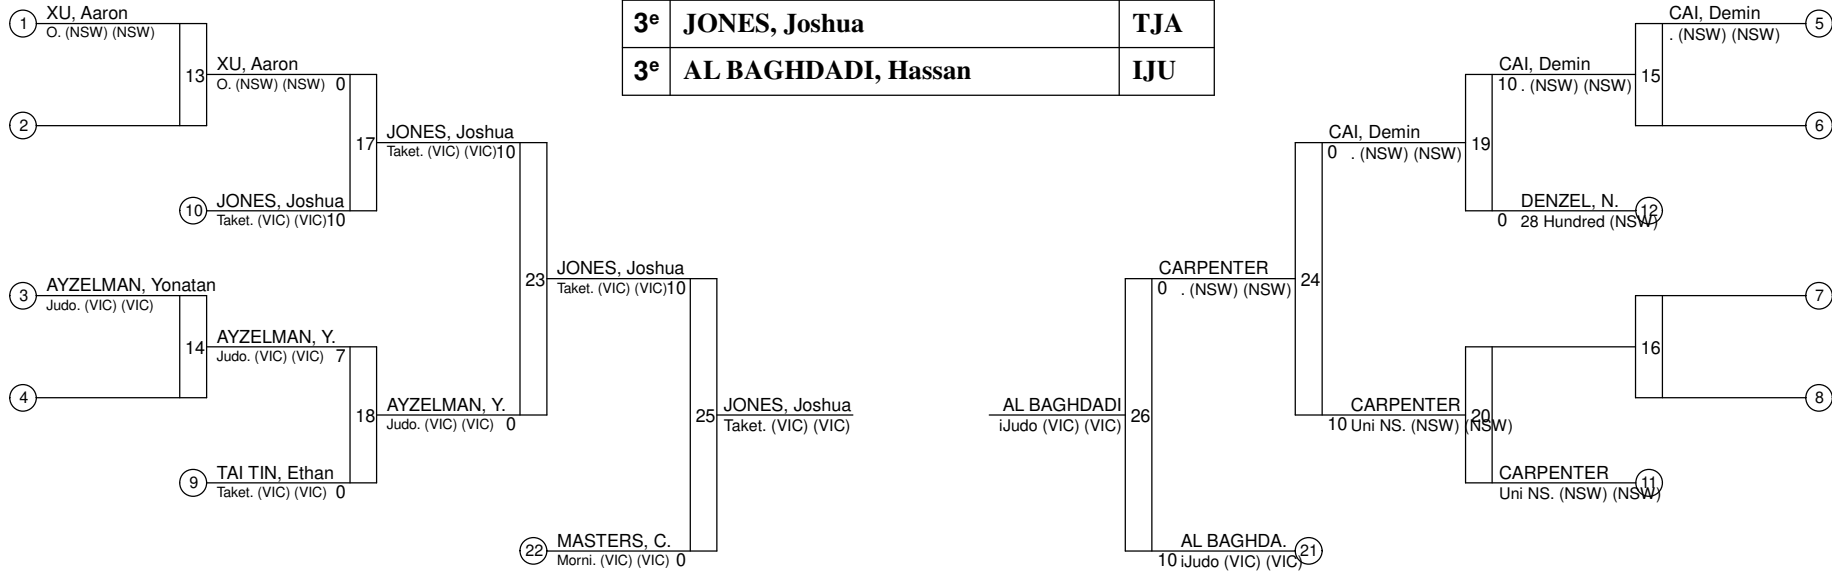 3e JONES, Joshua TJA
3e AL BAGHDADI, Hassan IJU
1 XU, Aaron
O. (NSW) (NSW)
2
13 XU, Aaron
O. (NSW) (NSW) 0
10 JONES, Joshua
Taket. (VIC) (VIC) 10
17 JONES, Joshua
Taket. (VIC) (VIC) 10
3 AYZELMAN, Yonatan
Judo. (VIC) (VIC)
4
14 AYZELMAN, Y.
Judo. (VIC) (VIC) 7
9 TAI TIN, Ethan
Taket. (VIC) (VIC) 0
18 AYZELMAN, Y.
Judo. (VIC) (VIC) 0
23 JONES, Joshua
Taket. (VIC) (VIC) 10
22 MASTERS, C.
Morni. (VIC) (VIC) 0
25 JONES, Joshua
Taket. (VIC) (VIC)
CAI, Demin 5
. (NSW) (NSW)
6
CAI, Demin 15
10 . (NSW) (NSW)
DENZEL, N. 12
0 28 Hundred (NSW)
CAI, Demin 19
0 . (NSW) (NSW)
7
16
8
CARPENTER 11
Uni NS. (NSW) (NSW)
CARPENTER 20
10 Uni NS. (NSW) (NSW)
CARPENTER 24
0 . (NSW) (NSW)
AL BAGHDA. 21
10 iJudo (VIC) (VIC)
AL BAGHDADI 26
iJudo (VIC) (VIC)